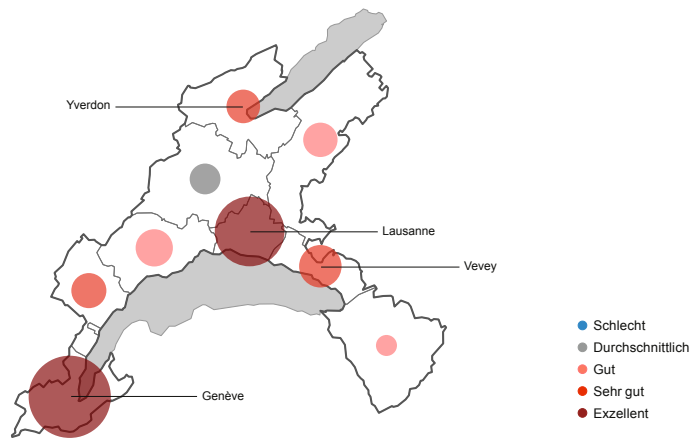 Yverdon
Lausanne
Vevey
Genève
Schlecht
Durchschnittlich
Gut
Sehr gut
Exzellent